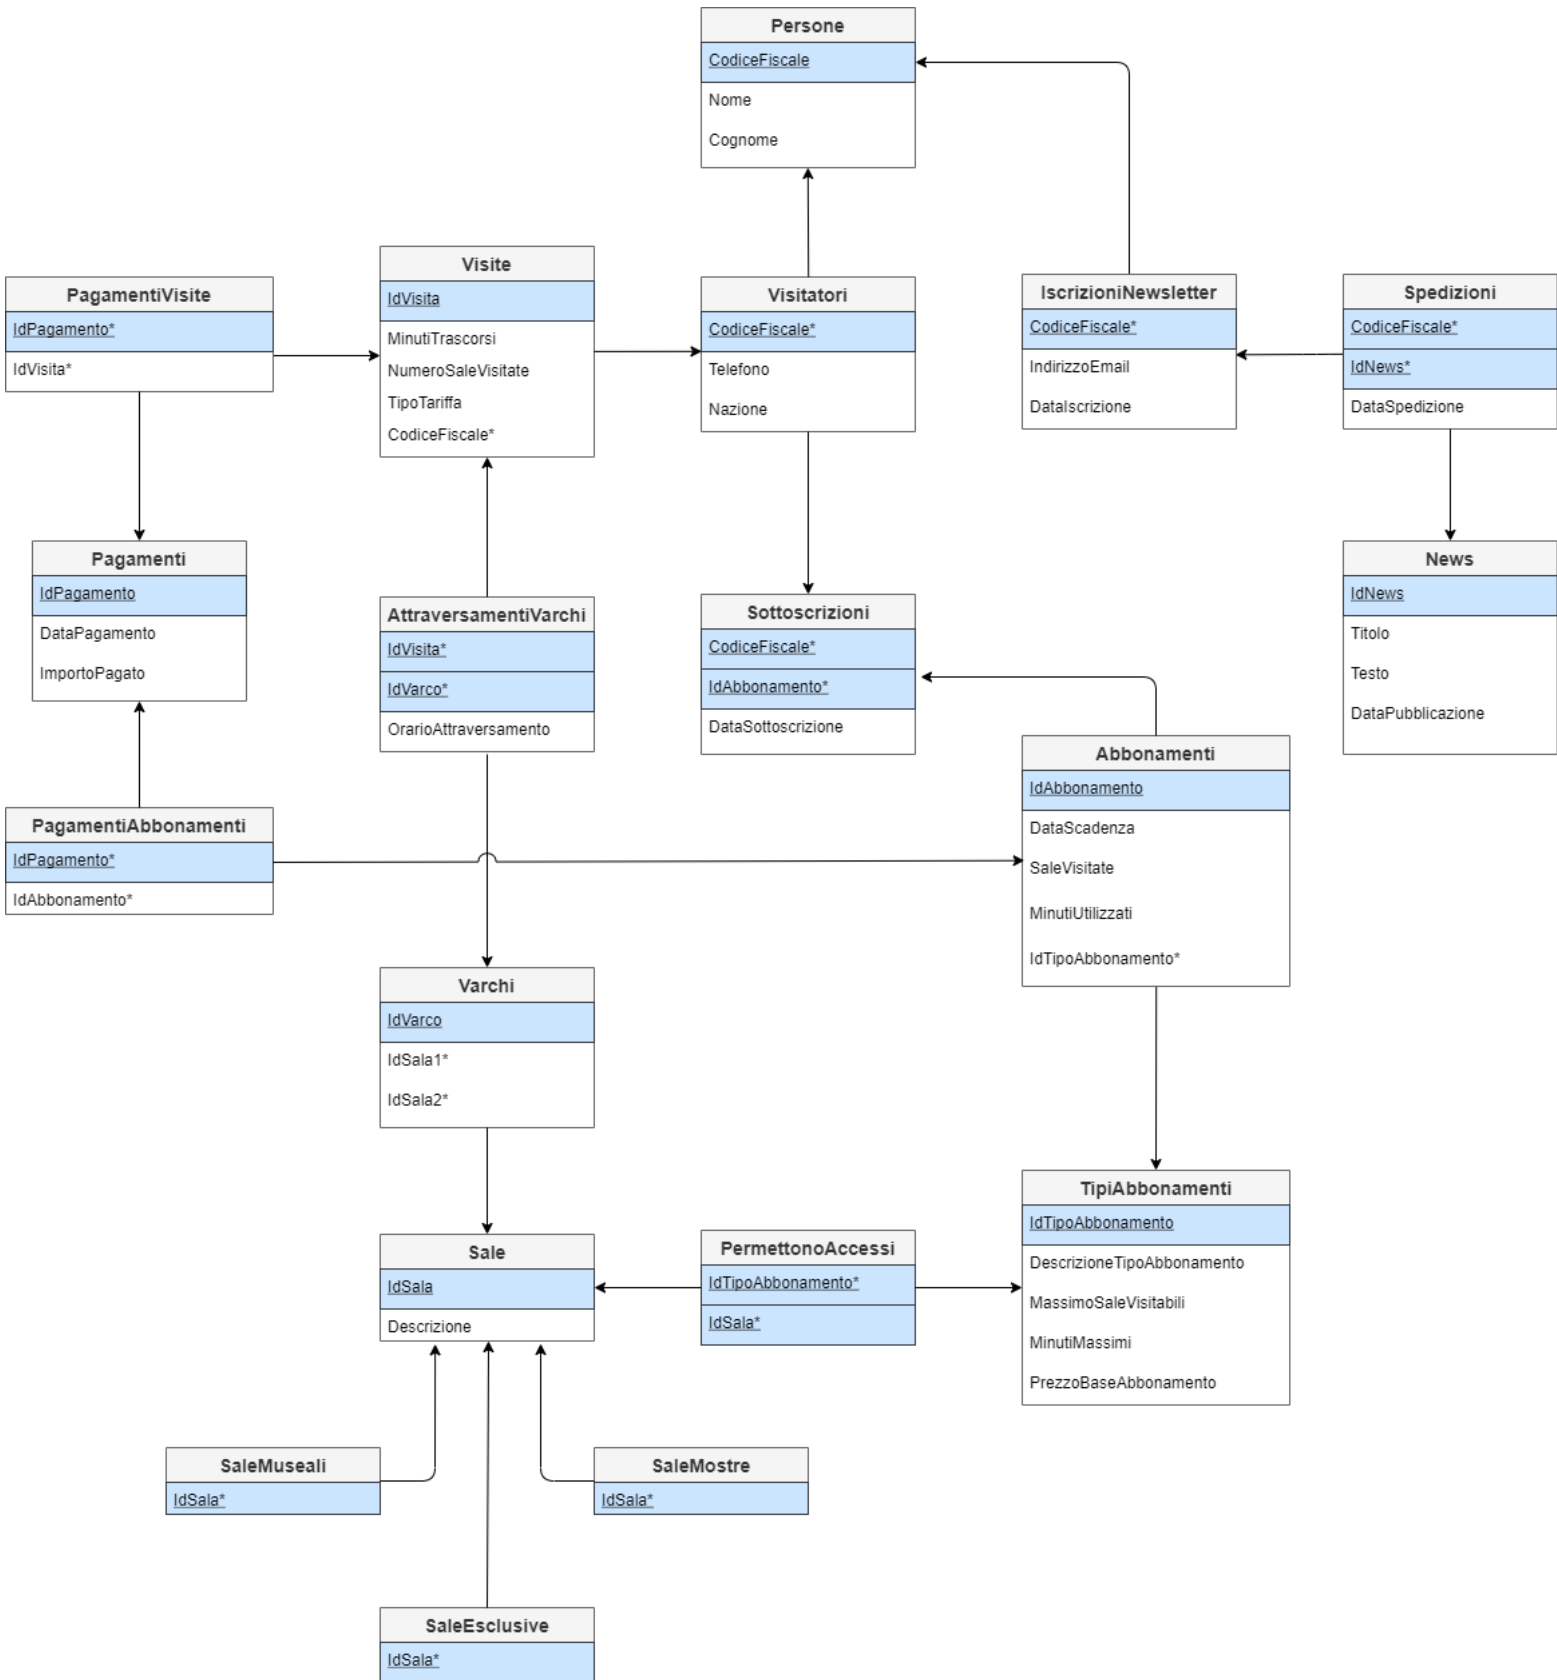 Persone
CodiceFiscale
Nome
Cognome
PagamentiVisite
IdPagamento*
IdVisita*
Visite
IdVisita
MinutiTrascorsi
NumeroSaleVisitate
TipoTariffa
CodiceFiscale*
Visitatori
CodiceFiscale*
Telefono
Nazione
IscrizioniNewsletter
CodiceFiscale*
IndirizzoEmail
DataIscrizione
Spedizioni
CodiceFiscale*
IdNews*
DataSpedizione
Pagamenti
IdPagamento
DataPagamento
ImportoPagato
AttraversamentiVarchi
IdVisita*
IdVarco*
OrarioAttraversamento
Sottoscrizioni
CodiceFiscale*
IdAbbonamento*
DataSottoscrizione
News
IdNews
Titolo
Testo
DataPubblicazione
Abbonamenti
IdAbbonamento
DataScadenza
SaleVisitate
MinutiUtilizzati
IdTipoAbbonamento*
PagamentiAbbonamenti
IdPagamento*
IdAbbonamento*
Varchi
IdVarco
IdSala1*
IdSala2*
TipiAbbonamenti
IdTipoAbbonamento
DescrizioneTipoAbbonamento
MassimoSaleVisitabili
MinutiMassimi
PrezzoBaseAbbonamento
Sale
IdSala
Descrizione
PermettonoAccessi
IdTipoAbbonamento*
IdSala*
SaleMuseali
IdSala*
SaleMostre
IdSala*
SaleEsclusive
IdSala*